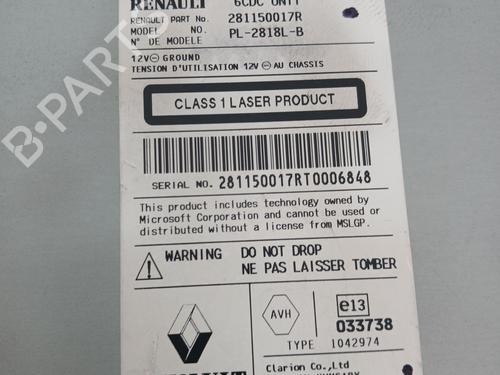 RENAULT 6CDC UNIT
RENAULT PART No. 281150017R
MODEL NO. PL-2818L-B
N° DE MODELE
12V⊖ GROUND
TENSION D'UTILISATION 12V⊖ AU CHASSIS
CLASS 1 LASER PRODUCT
SERIAL NO. 281150017RT0006848
This product includes technology owned by
Microsoft Corporation and cannot be used or
distributed without a license from MSLGP.
WARNING DO NOT DROP
NE PAS LAISSER TOMBER
AVH
e13
033738
TYPE 1042974
RENAULT
Clarion Co.,Ltd
B-PARTS